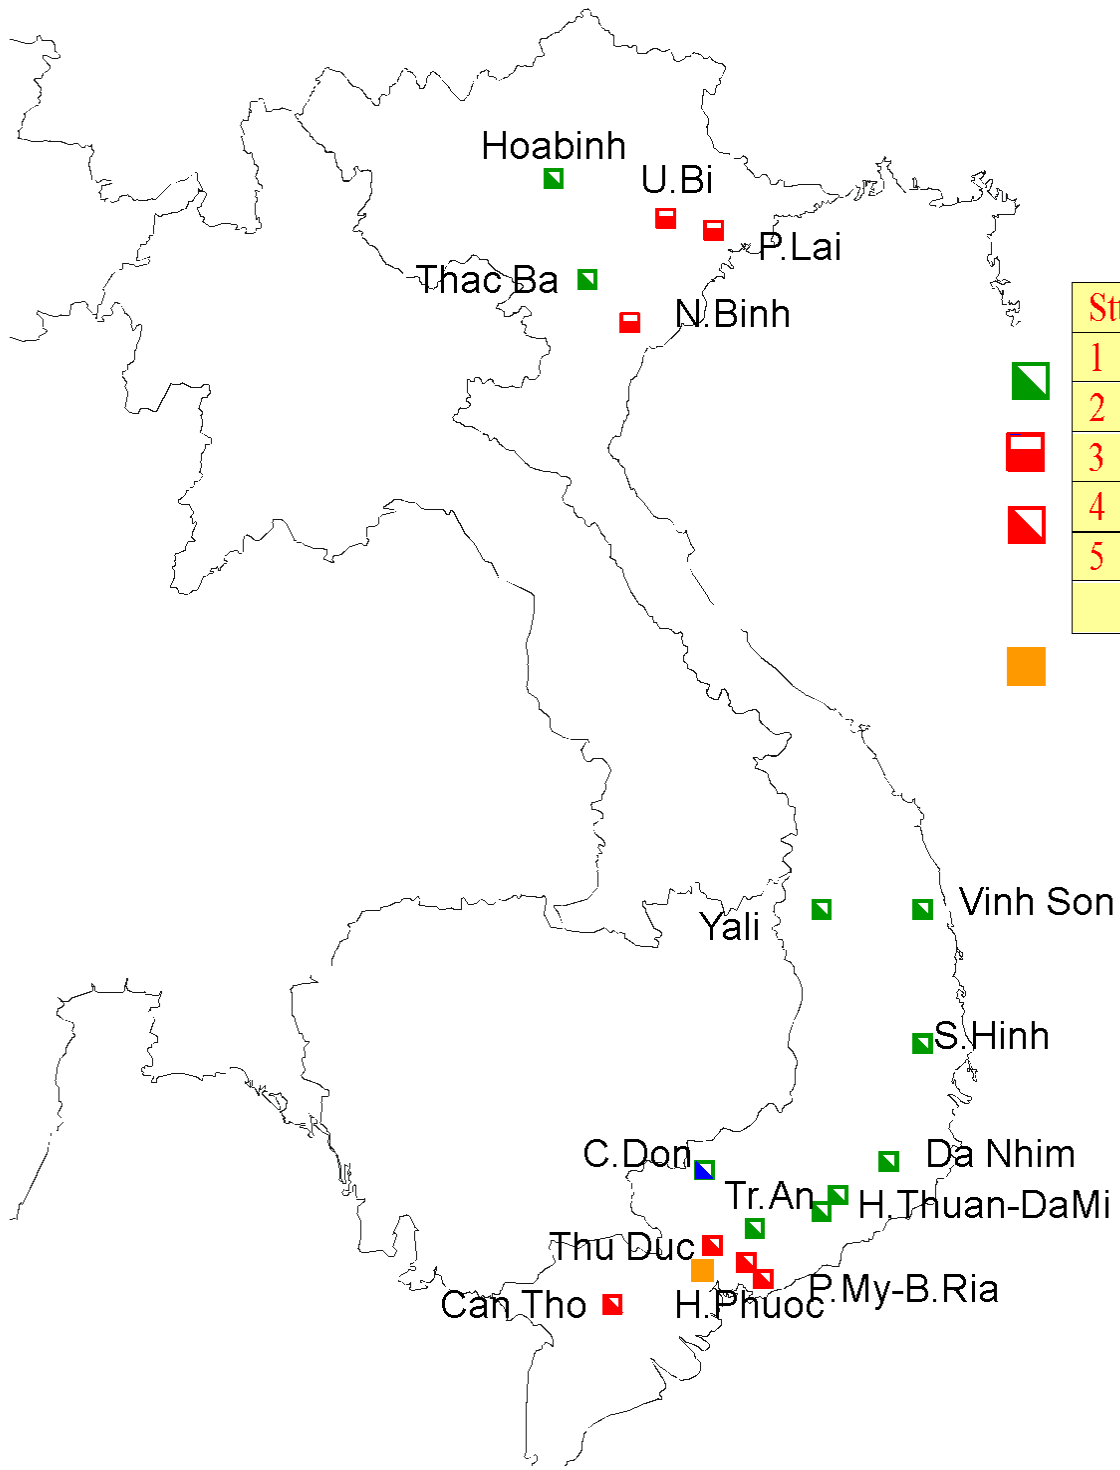 Hoabinh
U.Bi
P.Lai
Thac Ba
N.Binh
1
2
3
4
5
Yali
Vinh Son
S.Hinh
C.Don
Da Nhim
Tr.An
H.Thuan-DaMi
Thu Duc
P.My-B.Ria
Can Tho
H.Phuoc